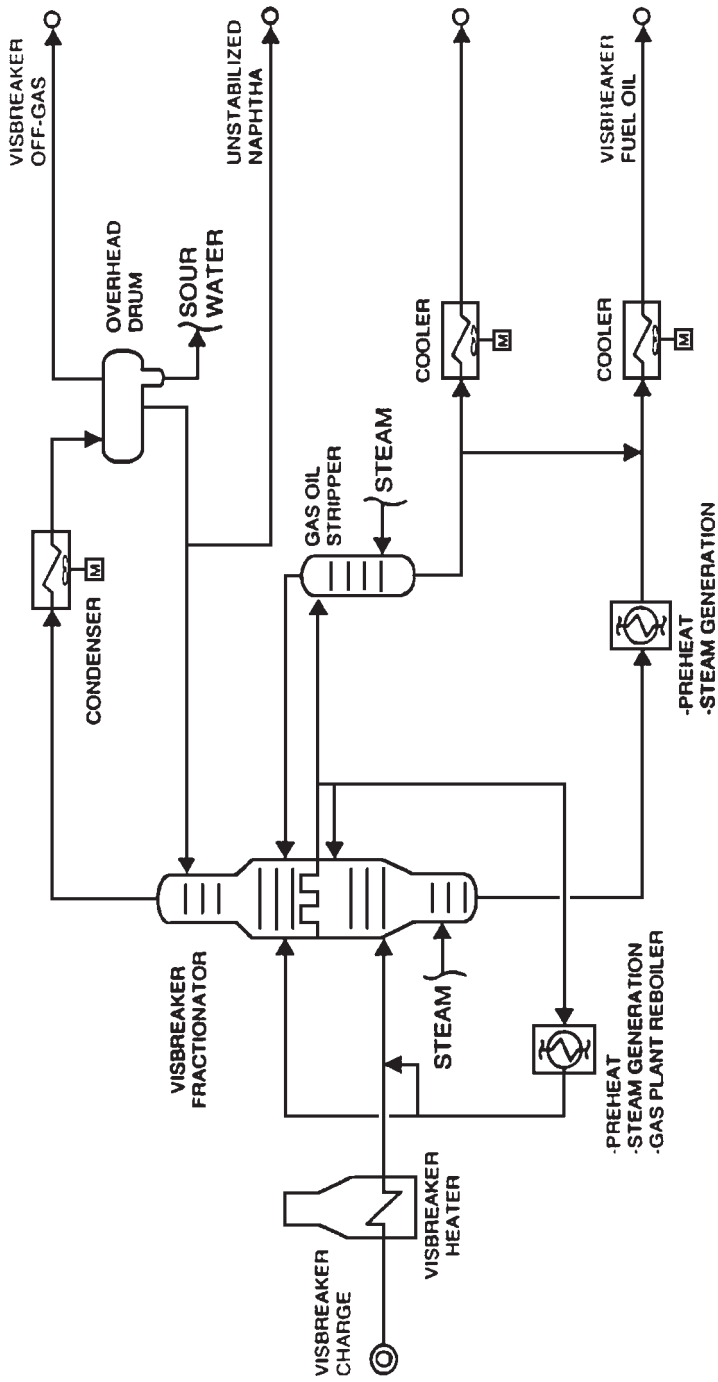 VISBREAKER
OFF-GAS
UNSTABILIZED
NAPHTHA
VISBREAKER
FUEL OIL
OVERHEAD
DRUM
SOUR
WATER
COOLER
M
COOLER
M
CONDENSER
M
GAS OIL
STRIPPER
STEAM
-PREHEAT
-STEAM GENERATION
VISBREAKER
FRACTIONATOR
STEAM
-PREHEAT
-STEAM GENERATION
-GAS PLANT REBOILER
VISBREAKER
HEATER
VISBREAKER
CHARGE